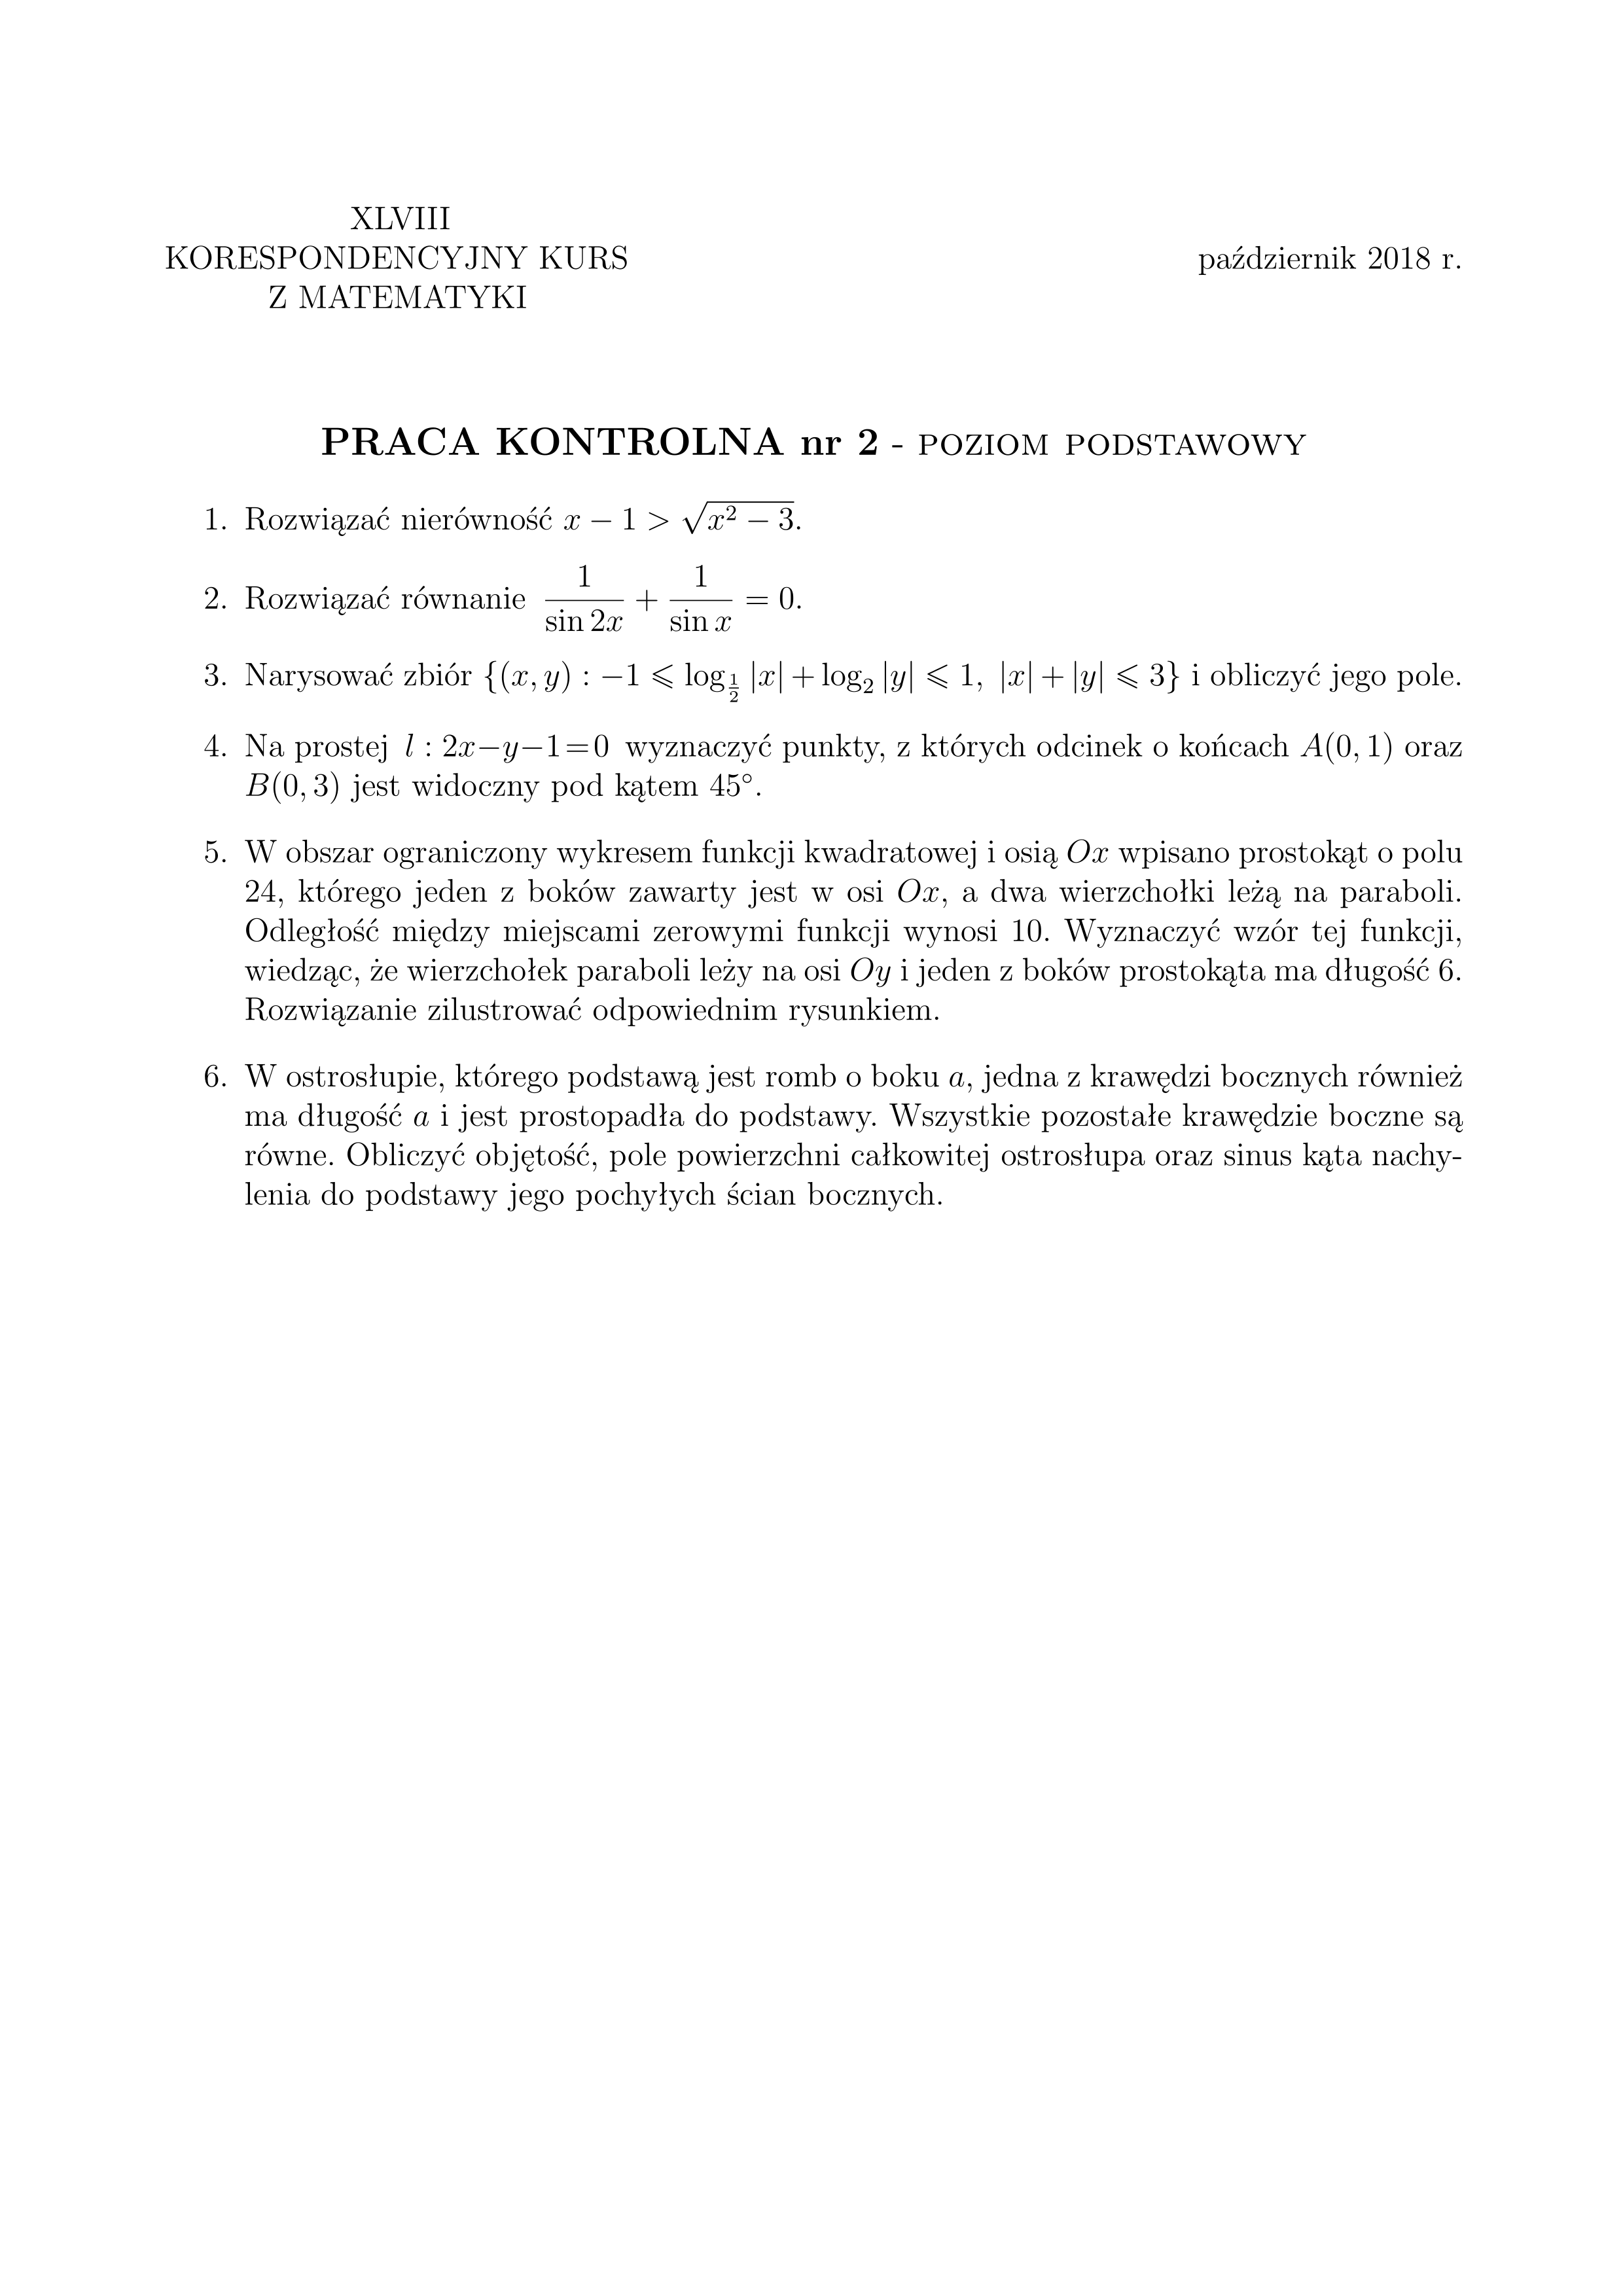 XLVIII
KORESPONDENCYJNY KURS
Z MATEMATYKI
październik 2018 r.
PRACA KONTROLNA nr 2 - POZIOM PODSTAWOWY
1. Rozwiązać nierówność $x - 1 > \sqrt{x^2 - 3}$.
2. Rozwiązać równanie $\frac{1}{\sin 2x} + \frac{1}{\sin x} = 0$.
3. Narysować zbiór $\{(x, y) : -1 \leqslant \log_{\frac{1}{2}} |x| + \log_2 |y| \leqslant 1, \ |x| + |y| \leqslant 3\}$ i obliczyć jego pole.
4. Na prostej $l : 2x - y - 1 = 0$ wyznaczyć punkty, z których odcinek o końcach $A(0, 1)$ oraz
$B(0, 3)$ jest widoczny pod kątem $45^\circ$.
5. W obszar ograniczony wykresem funkcji kwadratowej i osią $Ox$ wpisano prostokąt o polu
24, którego jeden z boków zawarty jest w osi $Ox$, a dwa wierzchołki leżą na paraboli.
Odległość między miejscami zerowymi funkcji wynosi 10. Wyznaczyć wzór tej funkcji,
wiedząc, że wierzchołek paraboli leży na osi $Oy$ i jeden z boków prostokąta ma długość 6.
Rozwiązanie zilustrować odpowiednim rysunkiem.
6. W ostrosłupie, którego podstawą jest romb o boku $a$, jedna z krawędzi bocznych również
ma długość $a$ i jest prostopadła do podstawy. Wszystkie pozostałe krawędzie boczne są
równe. Obliczyć objętość, pole powierzchni całkowitej ostrosłupa oraz sinus kąta nachy-
lenia do podstawy jego pochyłych ścian bocznych.